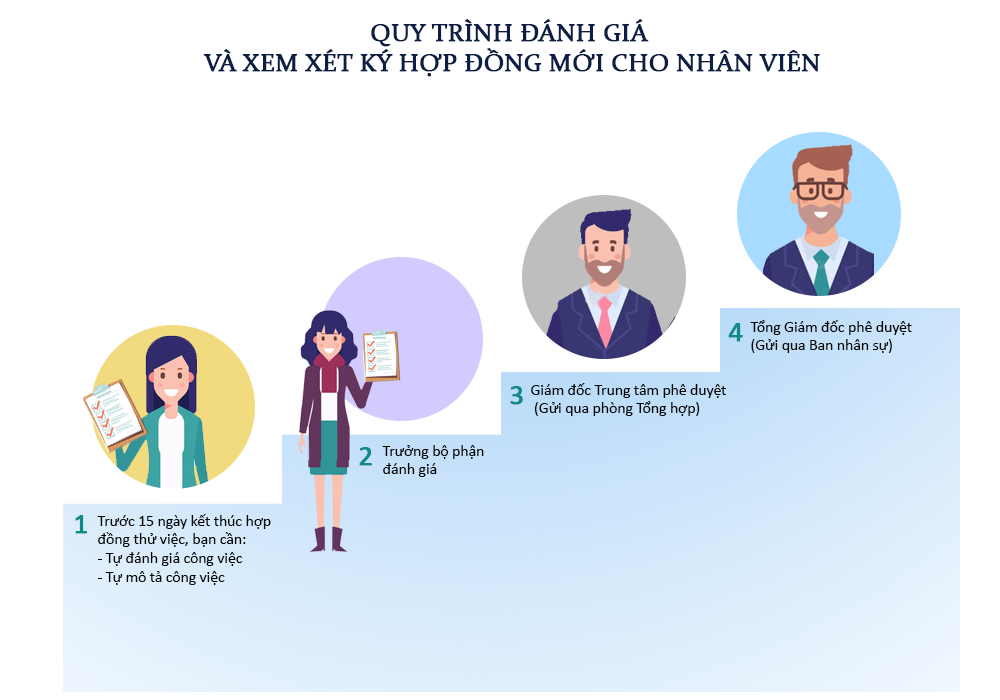 QUY TRÌNH ĐÁNH GIÁ
VÀ XEM XÉT KÝ HỢP ĐỒNG MỚI CHO NHÂN VIÊN
1 Trước 15 ngày kết thúc hợp
đồng thử việc, bạn cần:
- Tự đánh giá công việc
- Tự mô tả công việc
2 Trưởng bộ phận
đánh giá
3 Giám đốc Trung tâm phê duyệt
(Gửi qua phòng Tổng hợp)
4 Tổng Giám đốc phê duyệt
(Gửi qua Ban nhân sự)